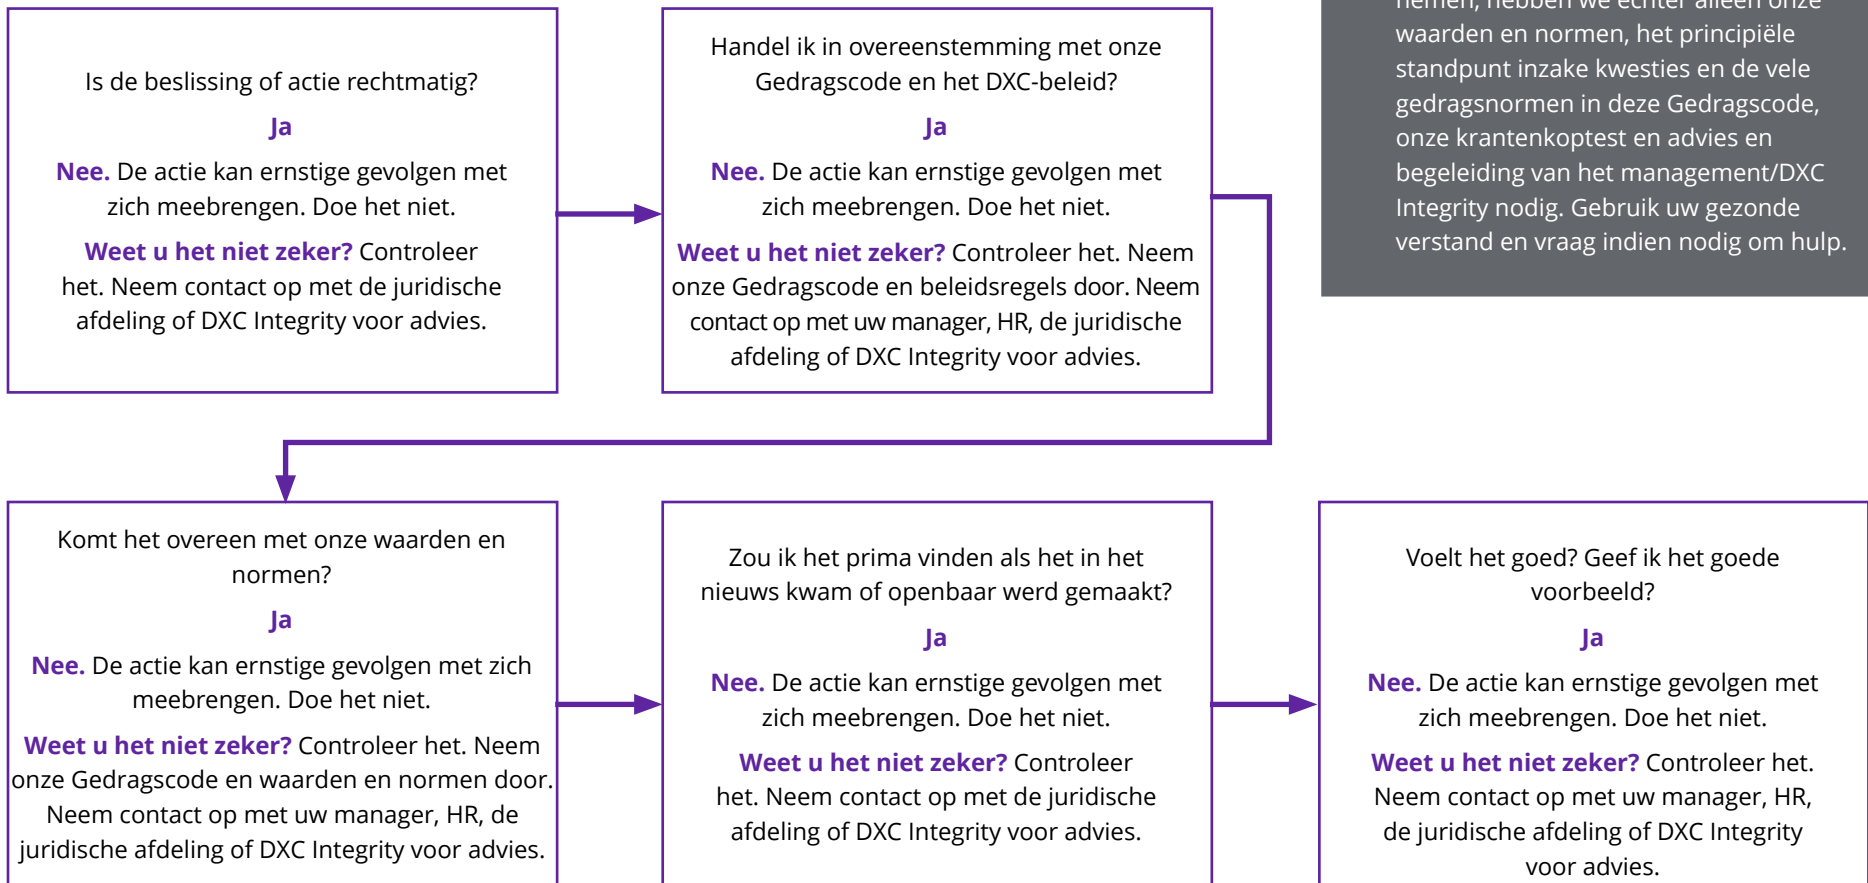 Is de beslissing of actie rechtmatig?
Ja
Nee. De actie kan ernstige gevolgen met
zich meebrengen. Doe het niet.
Weet u het niet zeker? Controleer
het. Neem contact op met de juridische
afdeling of DXC Integrity voor advies.
Handel ik in overeenstemming met onze
Gedragscode en het DXC-beleid?
Ja
Nee. De actie kan ernstige gevolgen met
zich meebrengen. Doe het niet.
Weet u het niet zeker? Controleer het. Neem
onze Gedragscode en beleidsregels door. Neem
contact op met uw manager, HR, de juridische
afdeling of DXC Integrity voor advies.
nemen, hebben we echter alleen onze
waarden en normen, het principiële
standpunt inzake kwesties en de vele
gedragsnormen in deze Gedragscode,
onze krantenkoptest en advies en
begeleiding van het management/DXC
Integrity nodig. Gebruik uw gezonde
verstand en vraag indien nodig om hulp.
Komt het overeen met onze waarden en
normen?
Ja
Nee. De actie kan ernstige gevolgen met zich
meebrengen. Doe het niet.
Weet u het niet zeker? Controleer het. Neem
onze Gedragscode en waarden en normen door.
Neem contact op met uw manager, HR, de
juridische afdeling of DXC Integrity voor advies.
Zou ik het prima vinden als het in het
nieuws kwam of openbaar werd gemaakt?
Ja
Nee. De actie kan ernstige gevolgen met
zich meebrengen. Doe het niet.
Weet u het niet zeker? Controleer
het. Neem contact op met de juridische
afdeling of DXC Integrity voor advies.
Voelt het goed? Geef ik het goede
voorbeeld?
Ja
Nee. De actie kan ernstige gevolgen met
zich meebrengen. Doe het niet.
Weet u het niet zeker? Controleer het.
Neem contact op met uw manager, HR,
de juridische afdeling of DXC Integrity
voor advies.